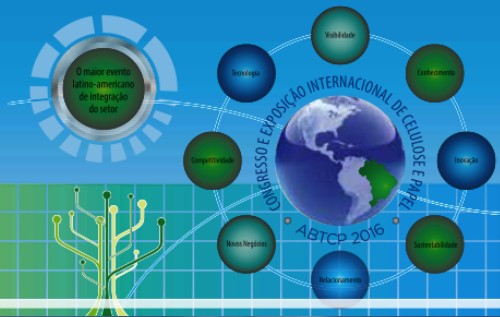 O maior evento
latino-americano
de integração
do setor
Visibilidade
Tecnologia
Conhecimento
CONGRESSO E EXPOSIÇÃO INTERNACIONAL DE CELULOSE E PAPEL
Competitividade
Inovação
ABTCP 2016
Novos Negócios
Sustentabilidade
Relacionamento